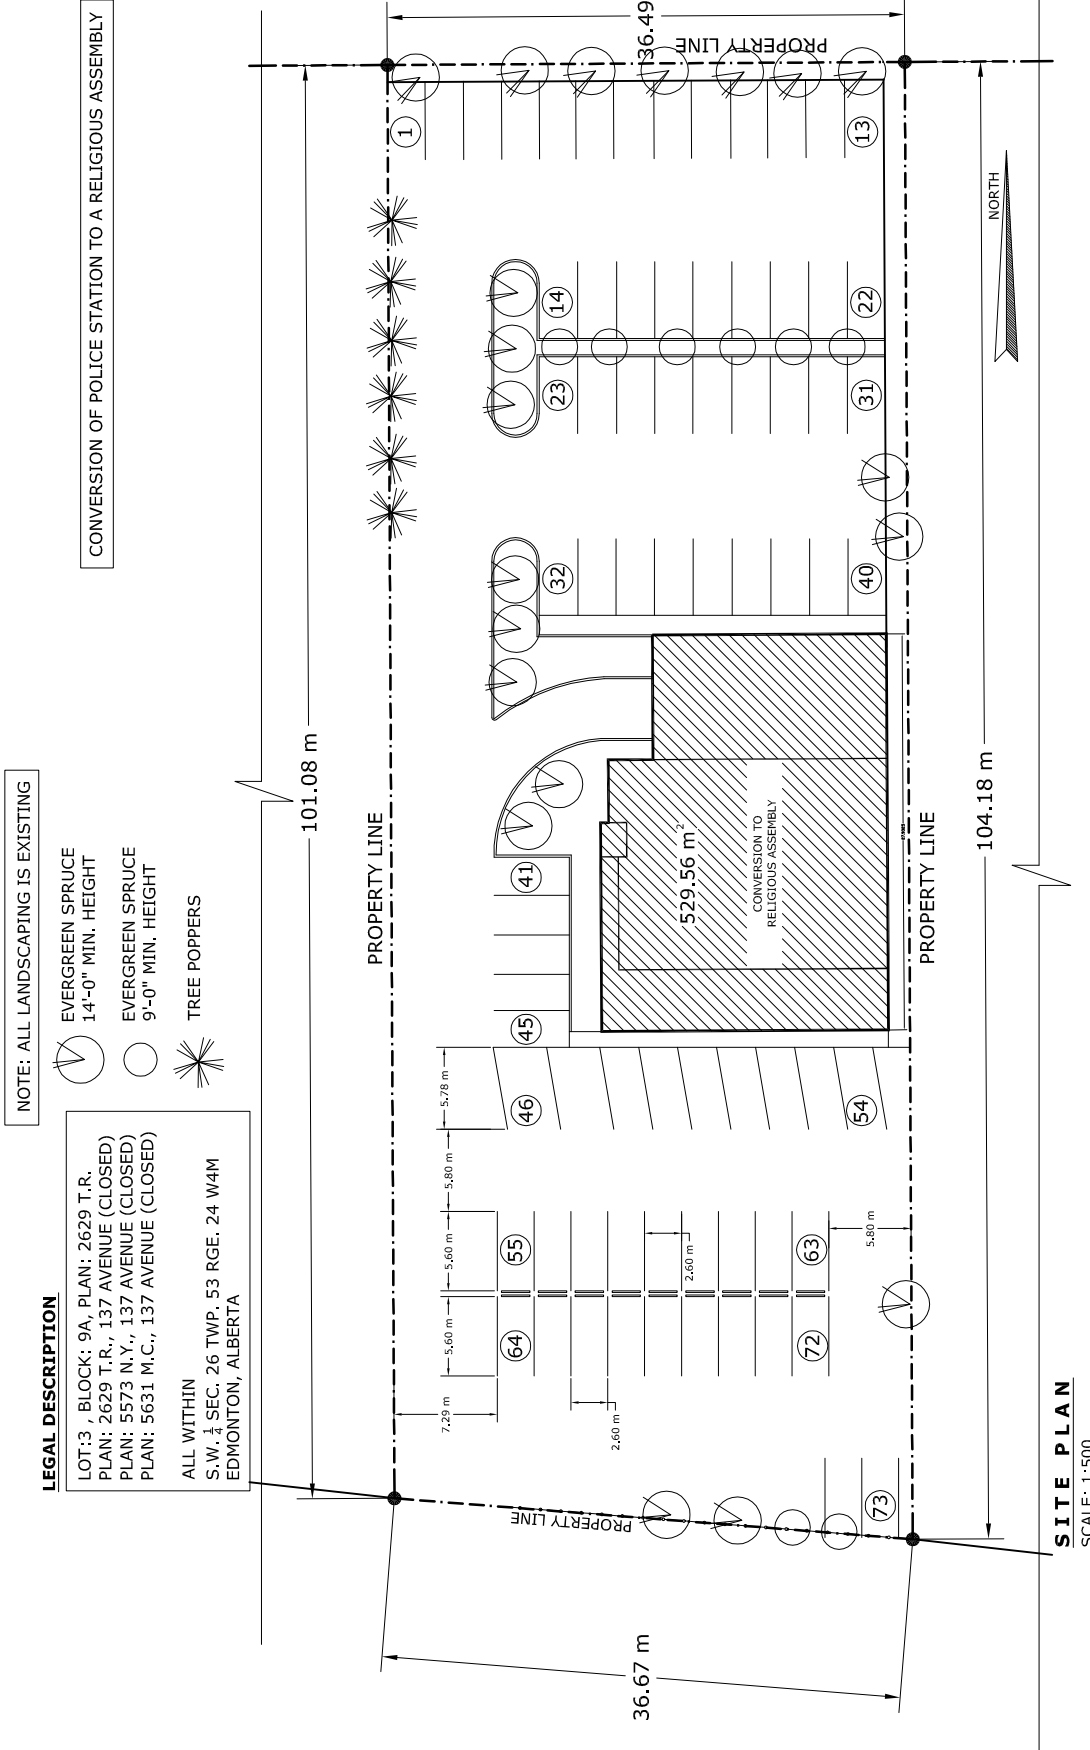 CONVERSION OF POLICE STATION TO A RELIGIOUS ASSEMBLY
NOTE: ALL LANDSCAPING IS EXISTING
EVERGREEN SPRUCE
14'-0" MIN. HEIGHT
EVERGREEN SPRUCE
9'-0" MIN. HEIGHT
TREE POPPERS
LEGAL DESCRIPTION
LOT:3 , BLOCK: 9A, PLAN: 2629 T.R.
PLAN: 2629 T.R., 137 AVENUE (CLOSED)
PLAN: 5573 N.Y., 137 AVENUE (CLOSED)
PLAN: 5631 M.C., 137 AVENUE (CLOSED)
ALL WITHIN
S.W. 1/4 SEC. 26 TWP. 53 RGE. 24 W4M
EDMONTON, ALBERTA
101.08 m
PROPERTY LINE
36.49
PROPERTY LINE
1
13
14
22
23
31
32
40
41
45
46
54
55
63
64
72
73
5.78 m
5.80 m
5.60 m
5.60 m
7.29 m
2.60 m
2.60 m
5.80 m
529.56 m²
CONVERSION TO
RELIGIOUS ASSEMBLY
PROPERTY LINE
PROPERTY LINE
104.18 m
36.67 m
NORTH
SITE PLAN
SCALE: 1:500